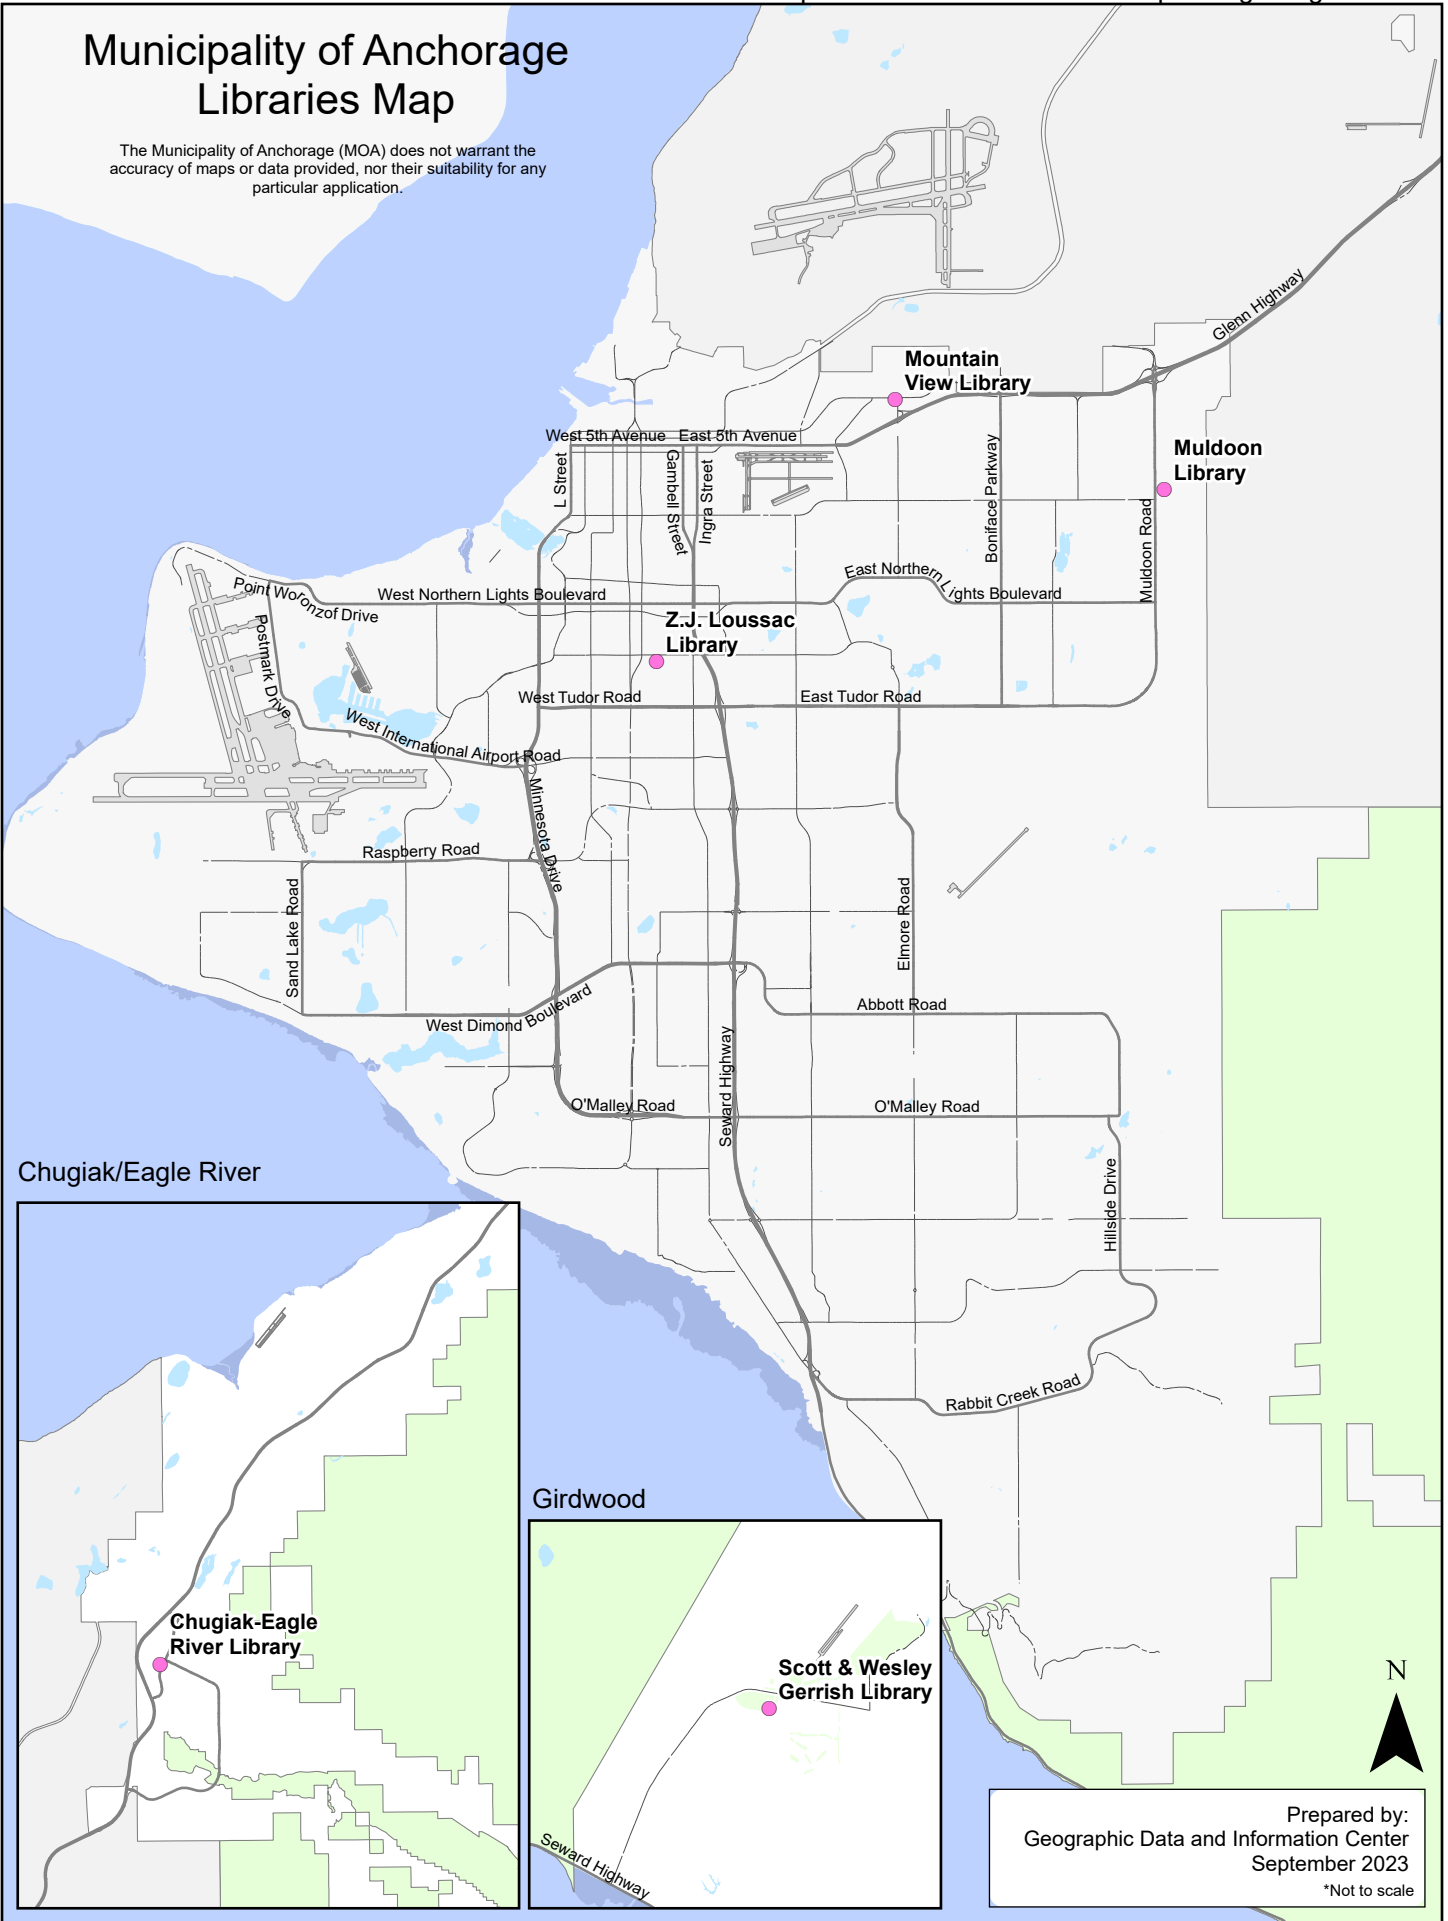 Municipality of Anchorage
Libraries Map
The Municipality of Anchorage (MOA) does not warrant the
accuracy of maps or data provided, nor their suitability for any
particular application.
Glenn Highway
Mountain
View Library
West 5th Avenue
East 5th Avenue
Muldoon
Library
L Street
Gambell Street
Ingra Street
Boniface Parkway
Muldoon Road
East Northern Lights Boulevard
Point Woronzof Drive
West Northern Lights Boulevard
Z.J. Loussac
Library
Postmark Drive
West Tudor Road
East Tudor Road
West International Airport Road
Minnesota Drive
Raspberry Road
Sand Lake Road
Elmore Road
West Dimond Boulevard
Abbott Road
Seward Highway
O'Malley Road
O'Malley Road
Hillside Drive
Rabbit Creek Road
Chugiak/Eagle River
Chugiak-Eagle
River Library
Girdwood
Scott & Wesley
Gerrish Library
Seward Highway
N
Prepared by:
Geographic Data and Information Center
September 2023
*Not to scale